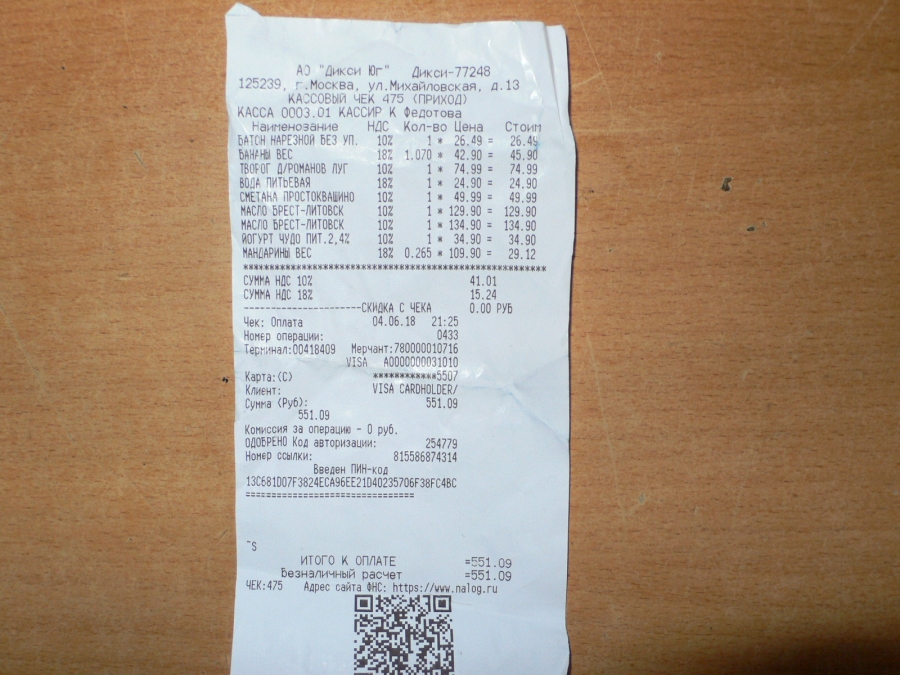 АО "Дикси Юг" Дикси-77248
125239, г.Москва, ул.Михайловская, д.13
КАССОВЫЙ ЧЕК 475 (ПРИХОД)
КАССА 0003.01 КАССИР К Федотова
Наименование НДС Кол-во Цена Стоим
БАТОН НАРЕЗНОЙ БЕЗ УП. 10% 1 * 26.49 = 26.49
БАНАНЫ ВЕС 18% 1.070 * 42.90 = 45.90
ТВОРОГ Д/РОМАНОВ ЛУГ 10% 1 * 74.99 = 74.99
ВОДА ПИТЬЕВАЯ 18% 1 * 24.90 = 24.90
СМЕТАНА ПРОСТОКВАШИНО 10% 1 * 49.99 = 49.99
МАСЛО БРЕСТ-ЛИТОВСК 10% 1 * 129.90 = 129.90
МАСЛО БРЕСТ-ЛИТОВСК 10% 1 * 134.90 = 134.90
ЙОГУРТ ЧУДО ПИТ.2,4% 10% 1 * 34.90 = 34.90
МАНДАРИНЫ ВЕС 18% 0.265 * 109.90 = 29.12
************************************************
СУММА НДС 10% 41.01
СУММА НДС 18% 15.24
---------------------СКИДКА С ЧЕКА 0.00 РУБ
Чек: Оплата 04.06.18 21:25
Номер операции: 0433
Терминал:00418409 Мерчант:780000010716
VISA A0000000031010
Карта:(С) ************5507
Клиент: VISA CARDHOLDER/
Сумма (Руб): 551.09
551.09
Комиссия за операцию - 0 руб.
ОДОБРЕНО Код авторизации: 254779
Номер ссылки: 815586874314
Введен ПИН-код
13C681D07F3824ECA96EE21D40235706F38FC4BC
================================
~S
ИТОГО К ОПЛАТЕ =551.09
Безналичный расчет =551.09
ЧЕК:475 Адрес сайта ФНС: https://www.nalog.ru